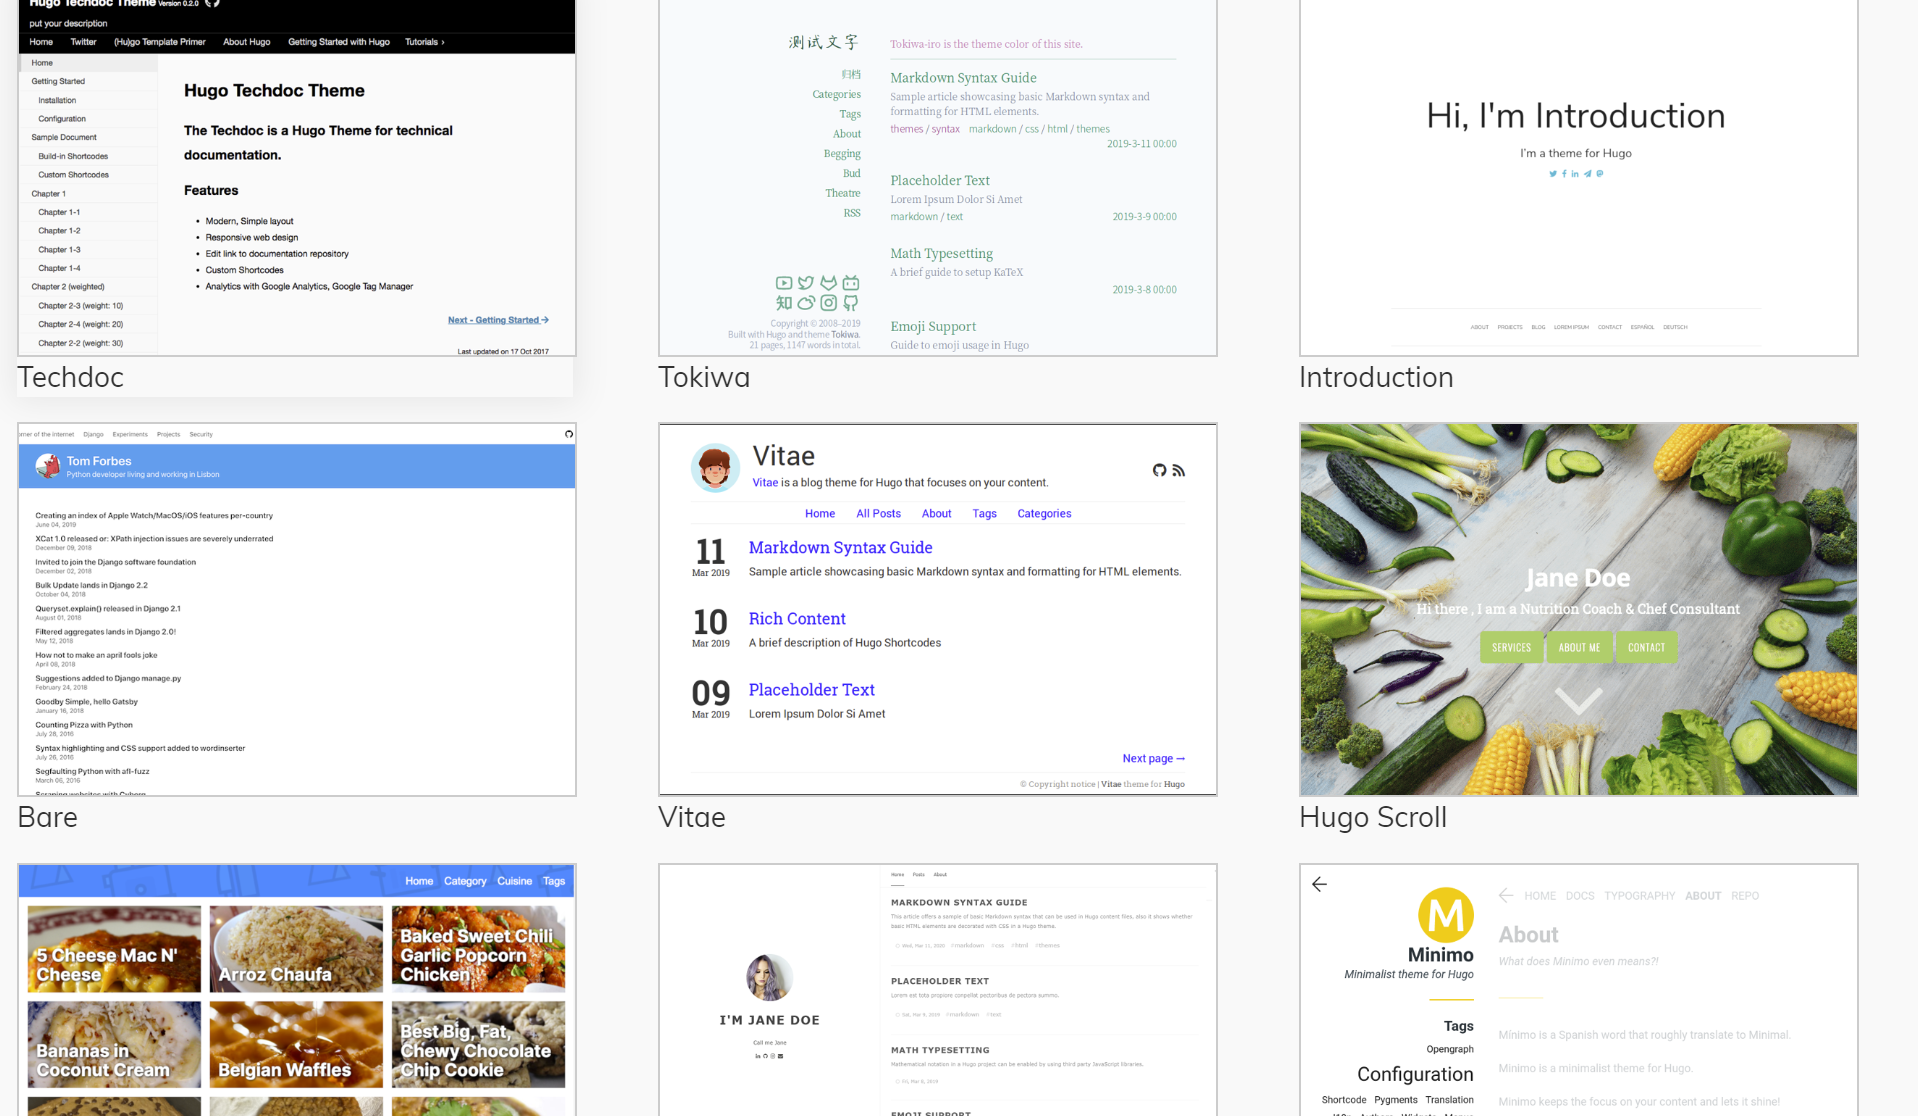 Hugo Techdoc Theme Version 0.2.0
put your description
Home Twitter (Hu)go Template Primer About Hugo Getting Started with Hugo Tutorials ›
Home
Getting Started
Installation
Configuration
Sample Document
Build-in Shortcodes
Custom Shortcodes
Chapter 1
Chapter 1-1
Chapter 1-2
Chapter 1-3
Chapter 1-4
Chapter 2 (weighted)
Chapter 2-3 (weight: 10)
Chapter 2-4 (weight: 20)
Chapter 2-2 (weight: 30)
Hugo Techdoc Theme
The Techdoc is a Hugo Theme for technical
documentation.
Features
• Modern, Simple layout
• Responsive web design
• Edit link to documentation repository
• Custom Shortcodes
• Analytics with Google Analytics, Google Tag Manager
Next - Getting Started →
Last updated on 17 Oct 2017
Techdoc
测试文字
归档
Categories
Tags
About
Begging
Bud
Theatre
RSS
知
Copyright © 2008–2019
Built with Hugo and theme Tokiwa.
21 pages, 1147 words in total.
Tokiwa-iro is the theme color of this site.
Markdown Syntax Guide
Sample article showcasing basic Markdown syntax and
formatting for HTML elements.
themes / syntax markdown / css / html / themes
2019-3-11 00:00
Placeholder Text
Lorem Ipsum Dolor Si Amet
markdown / text 2019-3-9 00:00
Math Typesetting
A brief guide to setup KaTeX
2019-3-8 00:00
Emoji Support
Guide to emoji usage in Hugo
Tokiwa
Hi, I'm Introduction
I'm a theme for Hugo
ABOUT PROJECTS BLOG LOREM IPSUM CONTACT ESPAÑOL DEUTSCH
Introduction
of the Internet Django Experiments Projects Security
Tom Forbes
Python developer living and working in Lisbon
Creating an index of Apple Watch/MacOS/iOS features per-country
June 04, 2019
XCat 1.0 released or: XPath injection issues are severely underrated
December 09, 2018
Invited to join the Django software foundation
December 02, 2018
Bulk Update lands in Django 2.2
October 04, 2018
Queryset.explain() released in Django 2.1
August 01, 2018
Filtered aggregates lands in Django 2.0!
May 12, 2018
How not to make an april fools joke
April 08, 2018
Suggestions added to Django manage.py
February 24, 2018
Goodby Simple, hello Gatsby
January 16, 2018
Counting Pizza with Python
July 28, 2016
Syntax highlighting and CSS support added to wordinserter
July 26, 2016
Segfaulting Python with afl-fuzz
March 06, 2016
Scraping websites with Cyborg
Bare
Vitae
Vitae is a blog theme for Hugo that focuses on your content.
Home All Posts About Tags Categories
11
Mar 2019
Markdown Syntax Guide
Sample article showcasing basic Markdown syntax and formatting for HTML elements.
10
Mar 2019
Rich Content
A brief description of Hugo Shortcodes
09
Mar 2019
Placeholder Text
Lorem Ipsum Dolor Si Amet
Next page →
© Copyright notice | Vitae theme for Hugo
Vitae
Jane Doe
Hi there , I am a Nutrition Coach & Chef Consultant
SERVICES ABOUT ME CONTACT
Hugo Scroll
Home Category Cuisine Tags
5 Cheese Mac N'
Cheese
Arroz Chaufa
Baked Sweet Chili
Garlic Popcorn
Chicken
Bananas in
Coconut Cream
Belgian Waffles
Best Big, Fat,
Chewy Chocolate
Chip Cookie
I'M JANE DOE
Call me Jane
Home Posts About
MARKDOWN SYNTAX GUIDE
This article offers a sample of basic Markdown syntax that can be used in Hugo content files, also it shows whether
basic HTML elements are decorated with CSS in a Hugo theme.
Wed, Mar 11, 2020 #markdown #css #html #themes
PLACEHOLDER TEXT
Lorem est tota propiore conpellat pectoribus de pectora summo.
Sat, Mar 9, 2019 #markdown #text
MATH TYPESETTING
Mathematical notation in a Hugo project can be enabled by using third party JavaScript libraries.
Fri, Mar 8, 2019
EMOJI SUPPORT
M
Minimo
Minimalist theme for Hugo
Tags
Opengraph
Configuration
Shortcode Pygments Translation
HOME DOCS TYPOGRAPHY ABOUT REPO
About
What does Minimo even means?!
Minimo is a Spanish word that roughly translate to Minimal.
Minimo is a minimalist theme for Hugo.
Minimo keeps the focus on your content and lets it shine!